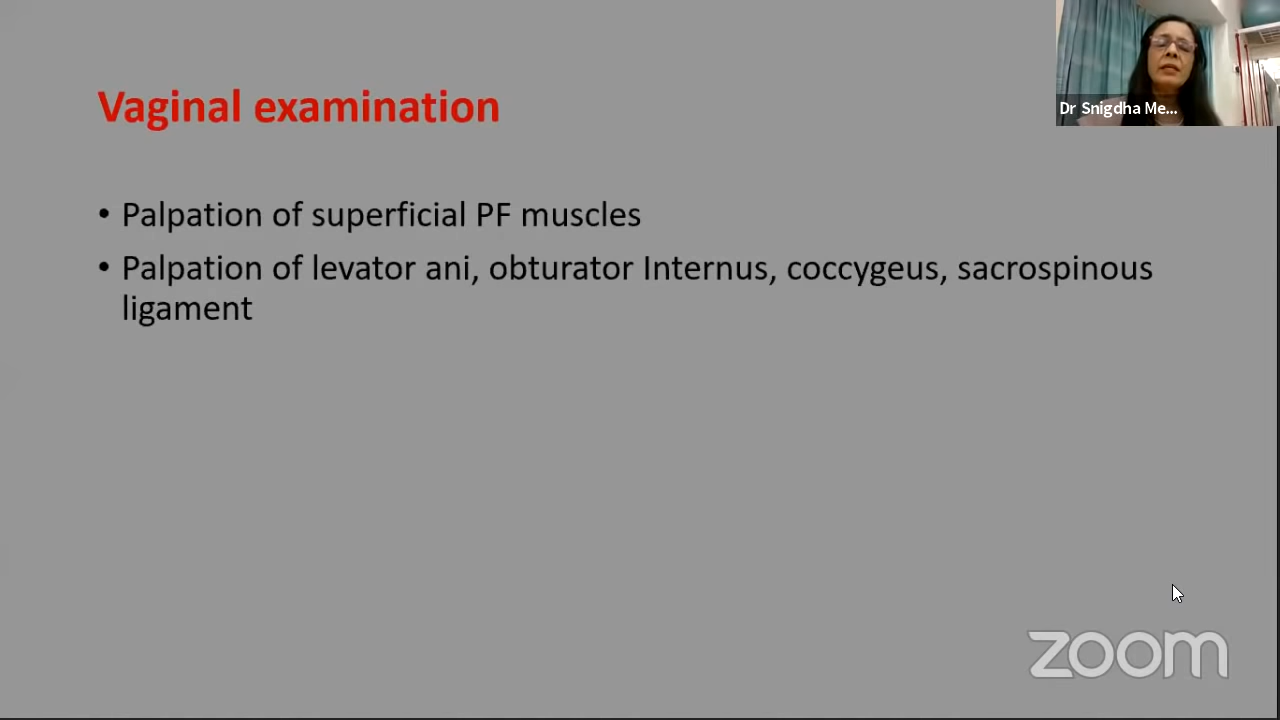 Dr Snigdha Me...
Vaginal examination
• Palpation of superficial PF muscles
• Palpation of levator ani, obturator Internus, coccygeus, sacrospinous
ligament
zoom